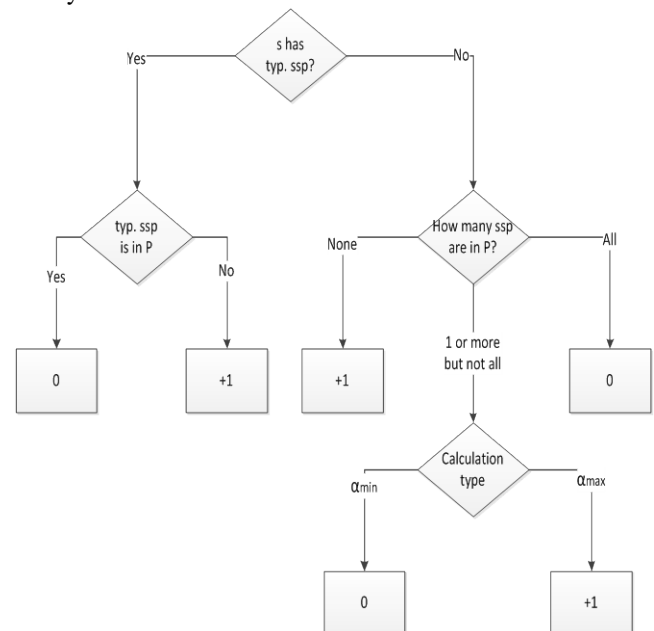 s has
typ. ssp?
Yes
No
typ. ssp
is in P
How many ssp
are in P?
Yes
No
None
All
1 or more
but not all
0
+1
+1
0
Calculation
type
αmin
αmax
0
+1